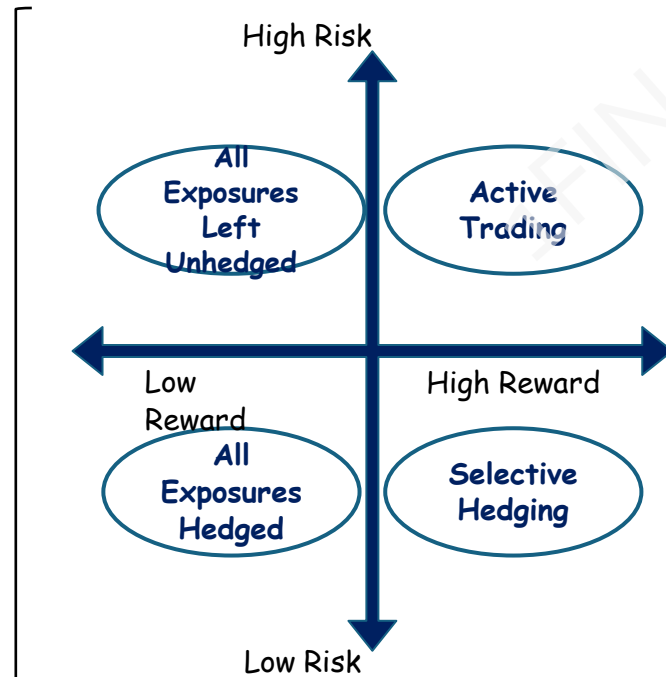 High Risk
All
Exposures
Left
Unhedged
Active
Trading
Low
Reward
High Reward
All
Exposures
Hedged
Selective
Hedging
Low Risk